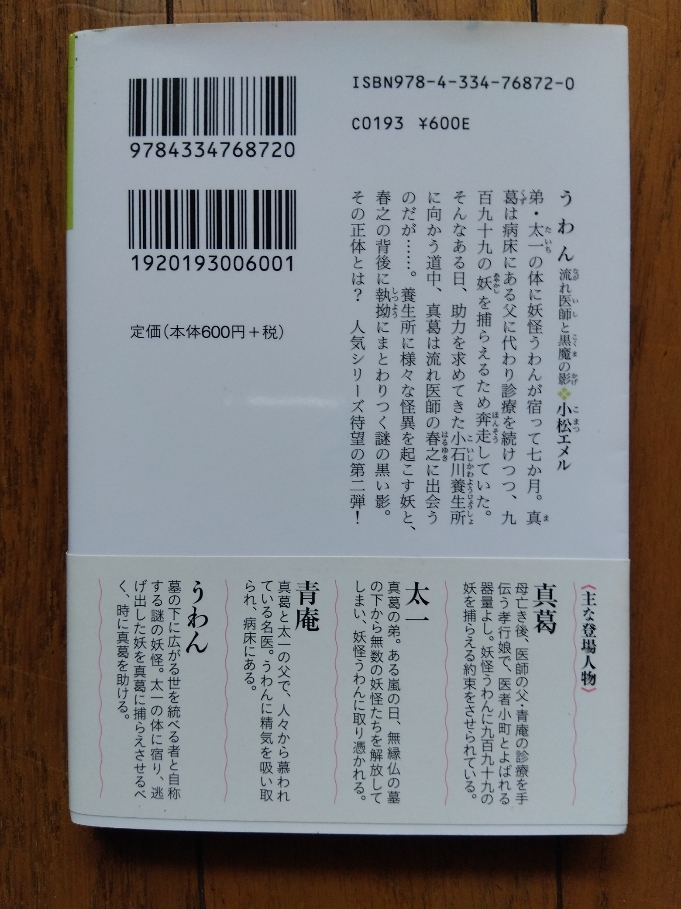 ISBN978-4-334-76872-0
C0193 ¥600E
9784334768720
1920193006001
定価(本体600円+税)
うわん 流れ医師と黒魔の影 小松エメル
弟・太一の体に妖怪うわんが宿って七か月。真
葛は病床にある父に代わり診療を続けつつ、九
百九十九の妖を捕らえるため奔走していた。
そんなある日、助力を求めてきた小石川養生所
に向かう道中、真葛は流れ医師の春之に出会う
のだが……。養生所に様々な怪異を起こす妖と、
春之の背後に執拗にまとわりつく謎の黒い影。
その正体とは? 人気シリーズ待望の第二弾!
《主な登場人物》
真葛
母亡き後、医師の父・青庵の診療を手
伝う孝行娘で、医者小町とよばれる
器量よし。妖怪うわんに九百九十九の
妖を捕らえる約束をさせられている。
太一
真葛の弟。ある嵐の日、無縁仏の墓
の下から無数の妖怪たちを解放して
しまい、妖怪うわんに取り憑かれる。
青庵
真葛と太一の父で、人々から慕われ
ている名医。うわんに精気を吸い取
られ、病床にある。
うわん
墓の下に広がる世を統べる者と自称
する謎の妖怪。太一の体に宿り、逃
げ出した妖を真葛に捕らえさせるべ
く、時に真葛を助ける。